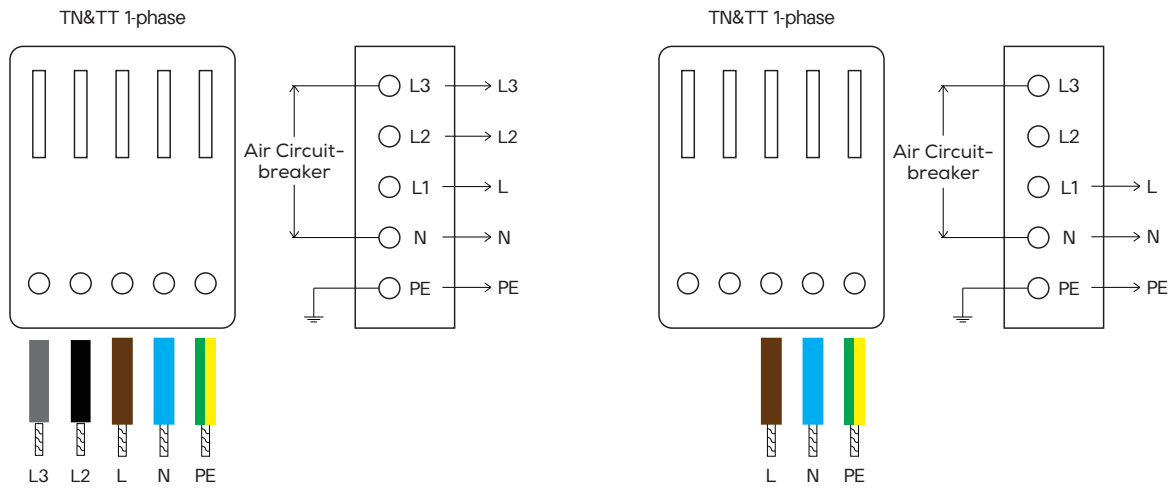 TN&TT 1-phase
L3
L3
L2
L2
Air Circuit-
breaker
L1
L
N
N
PE
L3
L2
L
N
PE
TN&TT 1-phase
L3
L2
Air Circuit-
breaker
L1
L
N
N
PE
PE
L
N
PE